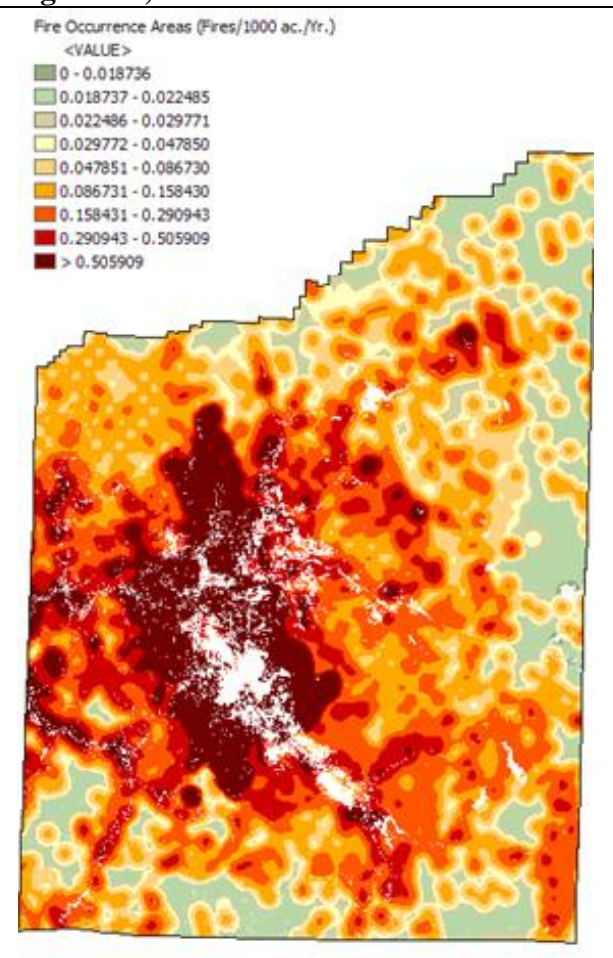 Fire Occurrence Areas (Fires/1000 ac./Yr.)
<VALUE>
0 - 0.018736
0.018737 - 0.022485
0.022486 - 0.029771
0.029772 - 0.047850
0.047851 - 0.086730
0.086731 - 0.158430
0.158431 - 0.290943
0.290943 - 0.505909
> 0.505909